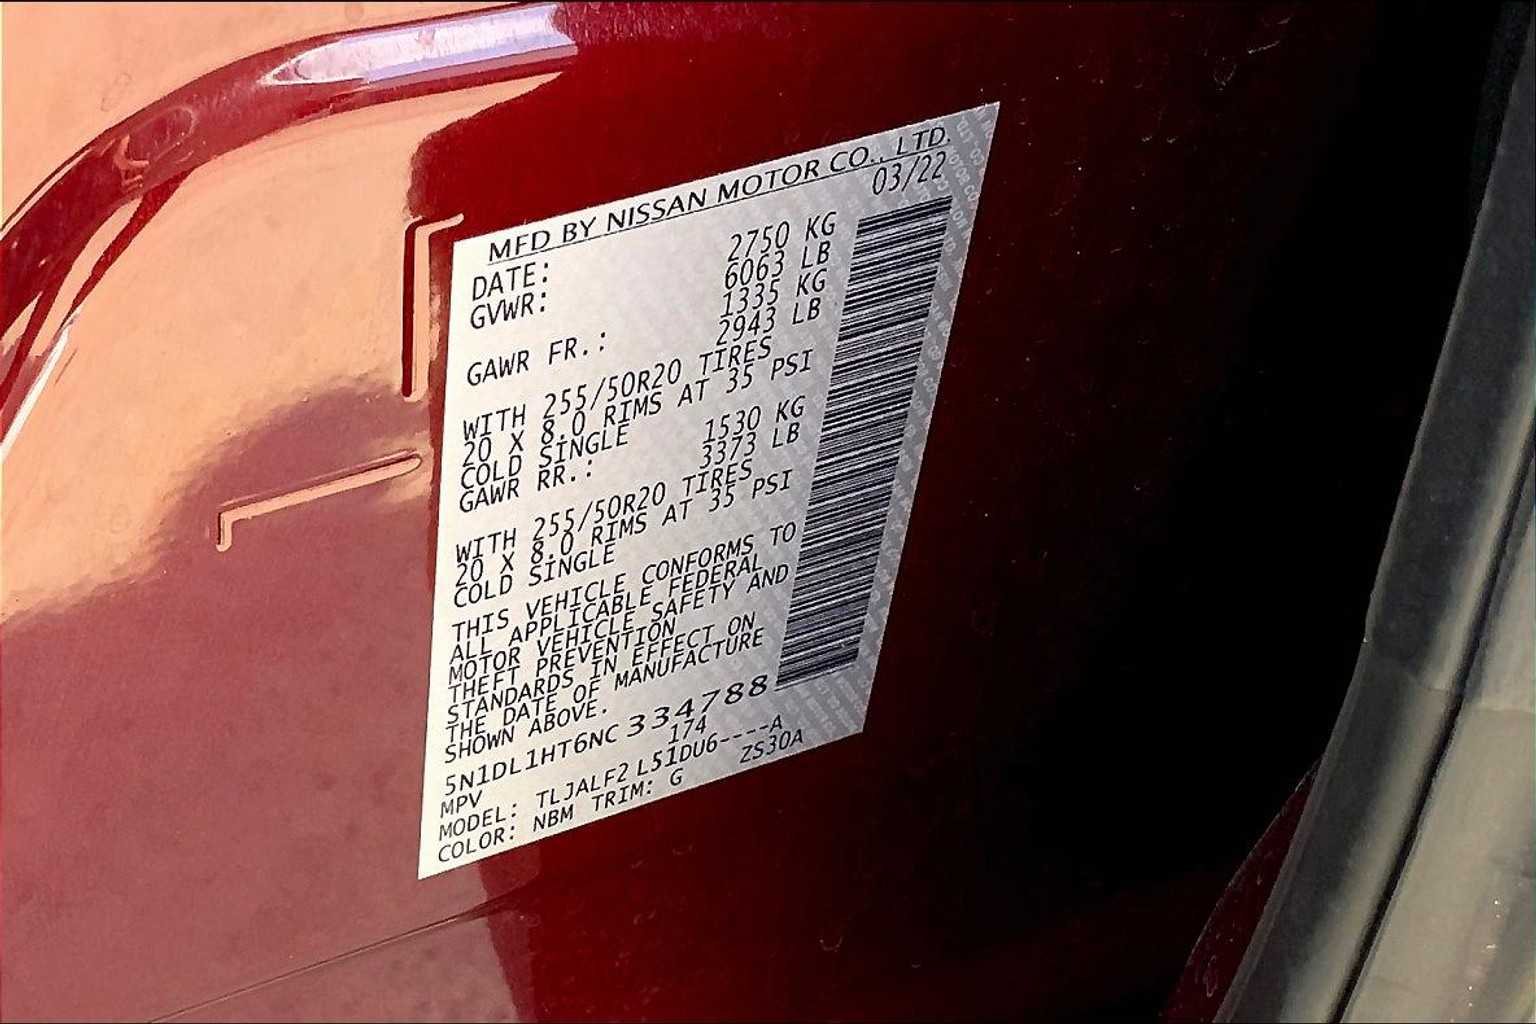 MFD BY NISSAN MOTOR CO., LTD.
DATE: 03/22
GVWR: 2750 KG
6063 LB
GAWR FR.: 1335 KG
2943 LB
WITH 255/50R20 TIRES
20 X 8.0 RIMS AT 35 PSI
COLD SINGLE
GAWR RR.: 1530 KG
3373 LB
WITH 255/50R20 TIRES
20 X 8.0 RIMS AT 35 PSI
COLD SINGLE
THIS VEHICLE CONFORMS TO
ALL APPLICABLE FEDERAL
MOTOR VEHICLE SAFETY AND
THEFT PREVENTION
STANDARDS IN EFFECT ON
THE DATE OF MANUFACTURE
SHOWN ABOVE.
5N1DL1HT6NC334788
MPV 174
MODEL: TLJALF2L51DU6----A
COLOR: NBM TRIM: G ZS30A